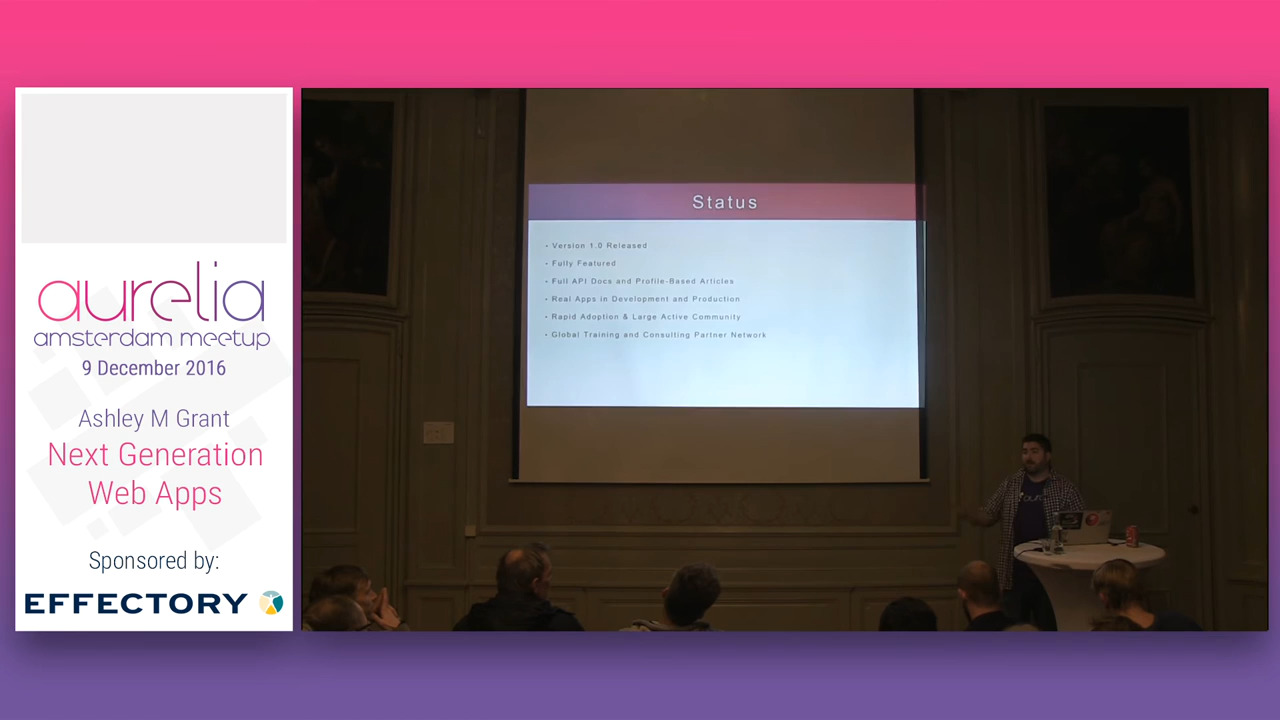 aurelia
amsterdam meetup
9 December 2016
Ashley M Grant
Next Generation
Web Apps
Sponsored by:
EFFECTORY
Status
- Version 1.0 Released
- Fully Featured
- Full API Docs and Profile-Based Articles
- Real Apps in Development and Production
- Rapid Adoption & Large Active Community
- Global Training and Consulting Partner Network